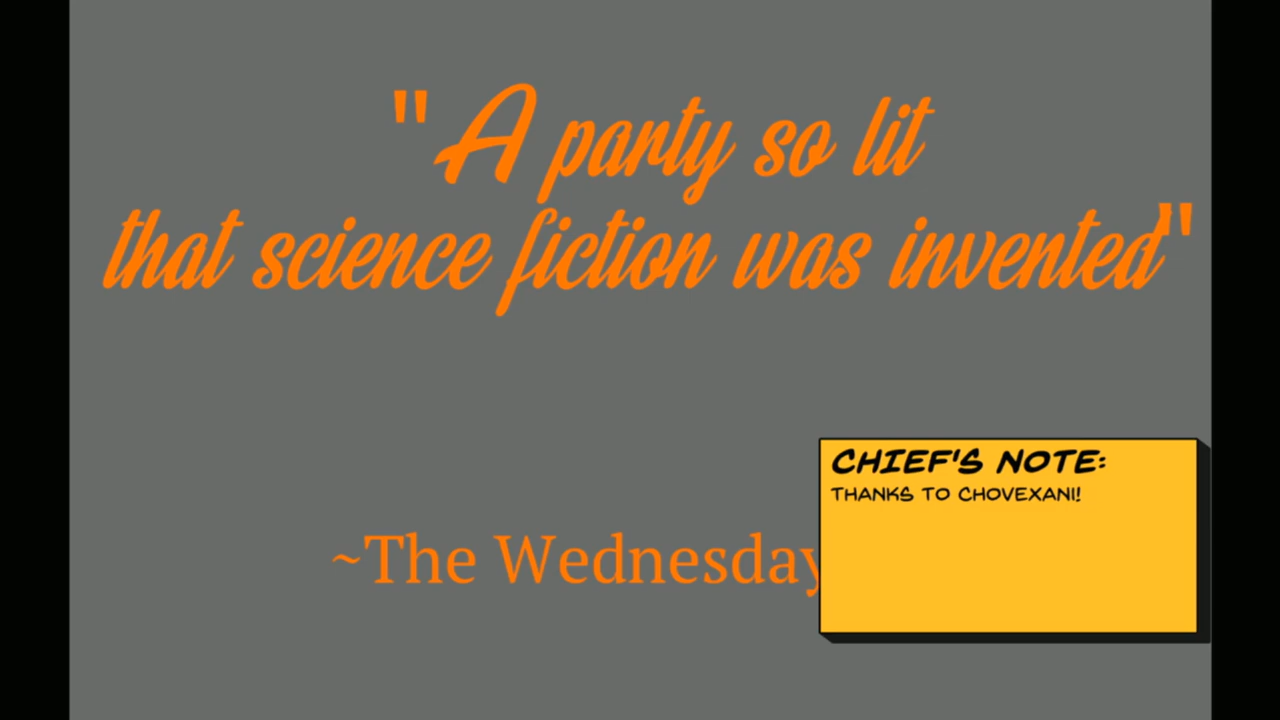 "A party so lit
that science fiction was invented"
CHIEF'S NOTE:
THANKS TO CHOVEXANI!
~The Wednesday